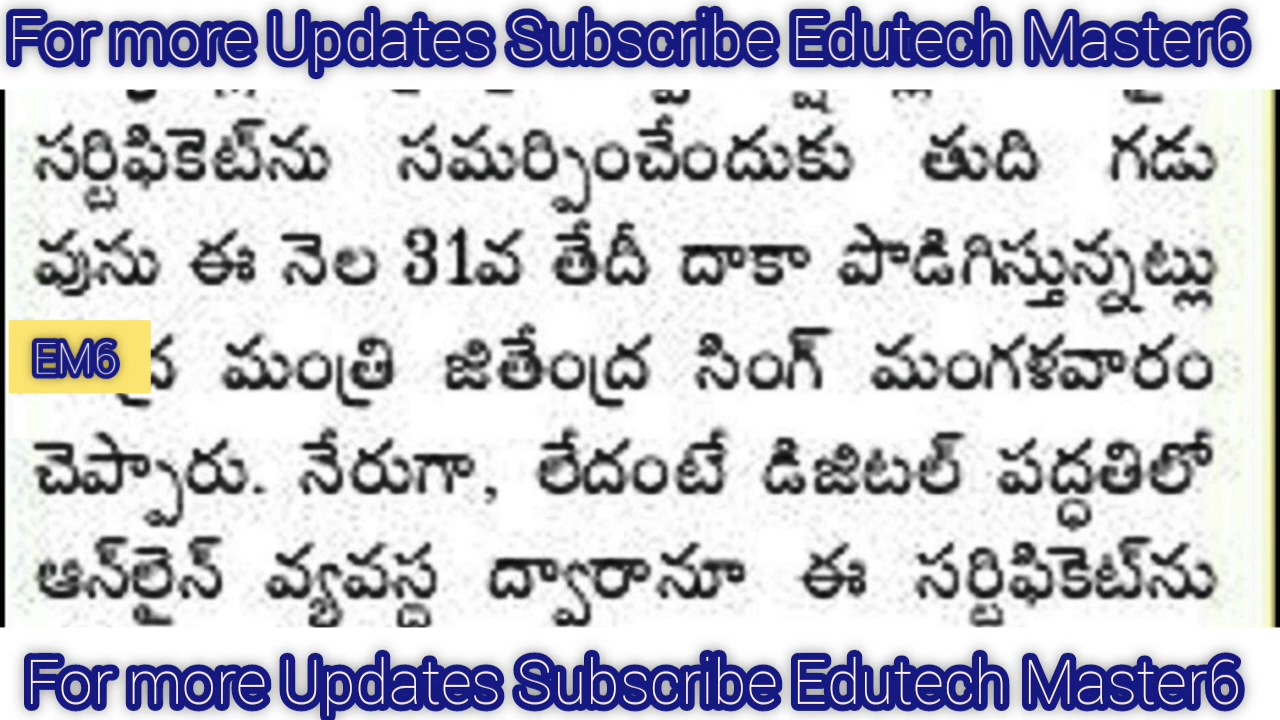 For more Updates Subscribe Edutech Master6
సర్టిఫికెట్‌ను సమర్పించేందుకు తుది గడు
వును ఈ నెల 31వ తేదీ దాకా పొడిగిస్తున్నట్లు
EM6 మంత్రి జితేంద్ర సింగ్ మంగళవారం
చెప్పారు. నేరుగా, లేదంటే డిజిటల్ పద్ధతిలో
ఆన్‌లైన్ వ్యవస్థ ద్వారానూ ఈ సర్టిఫికెట్‌ను
For more Updates Subscribe Edutech Master6